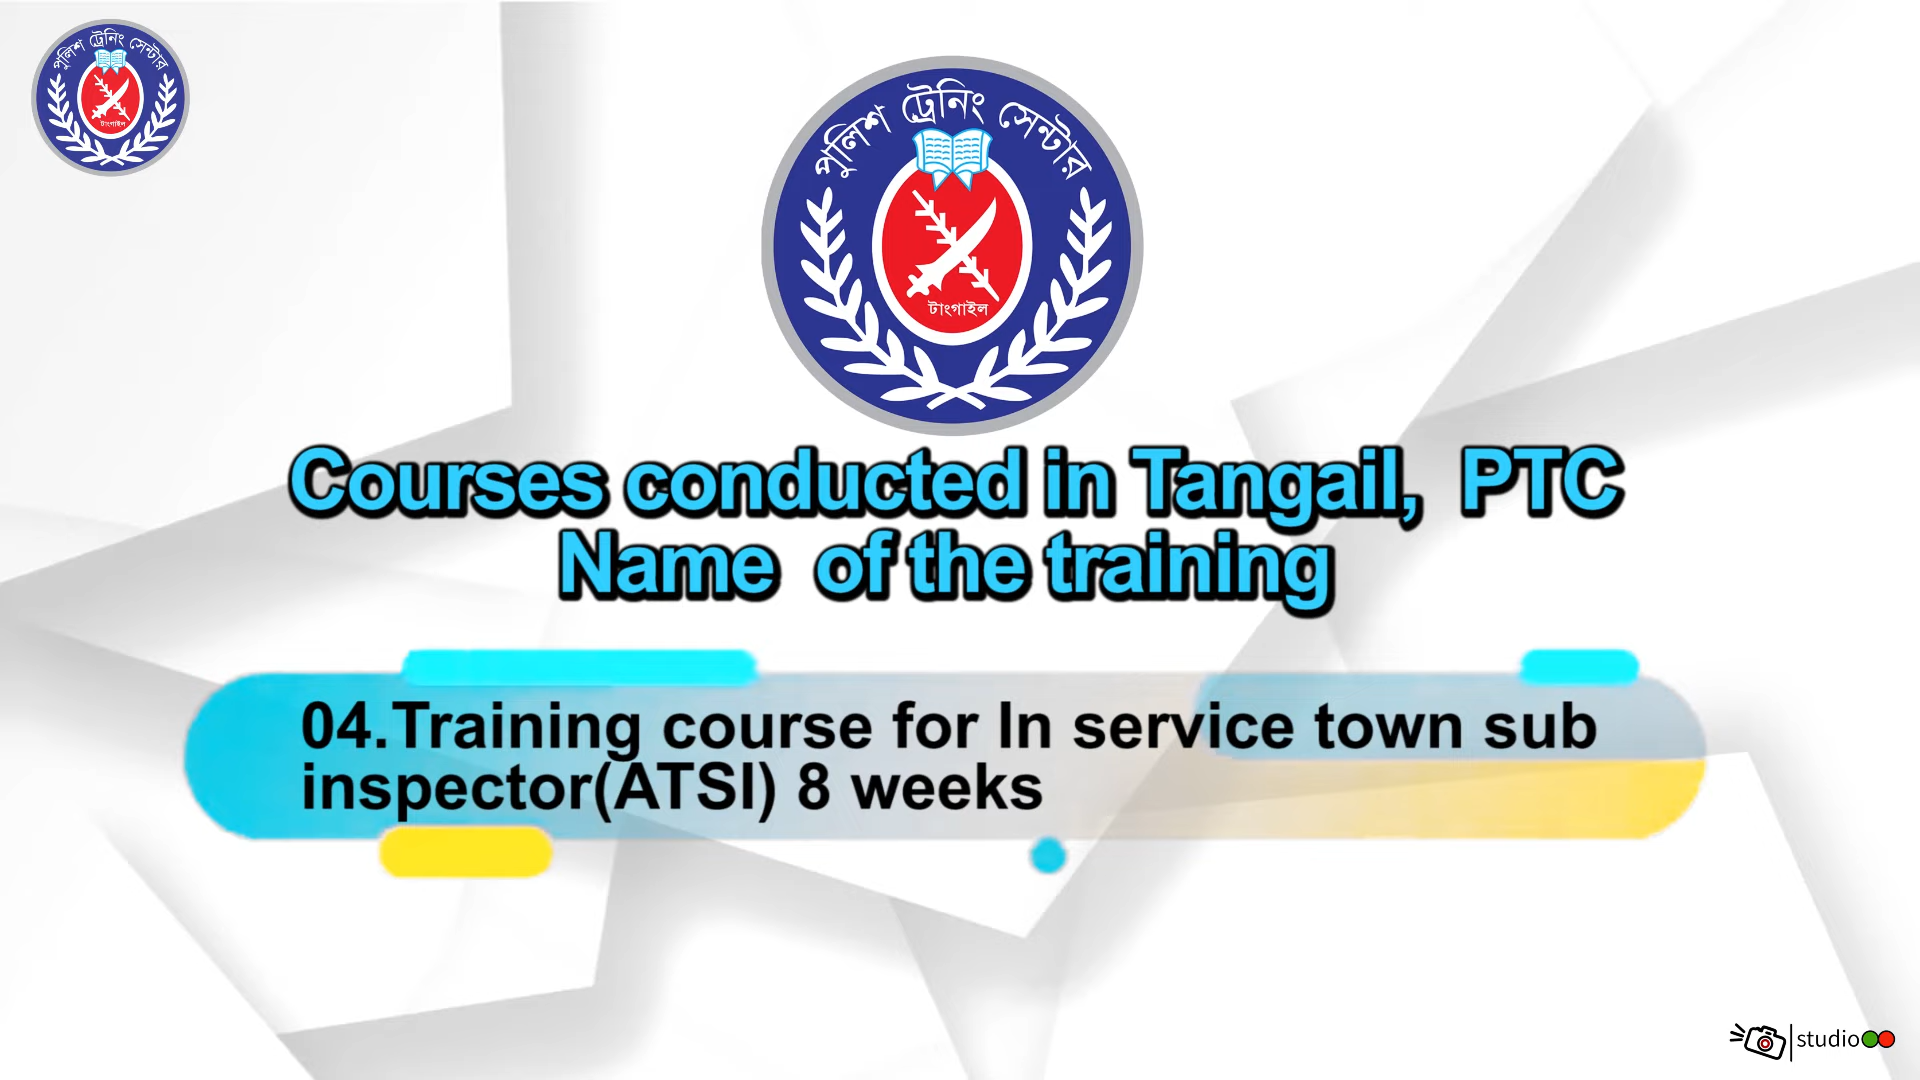 পুলিশ ট্রেনিং সেন্টার
টাংগাইল
পুলিশ ট্রেনিং সেন্টার
টাংগাইল
Courses conducted in Tangail, PTC
Name of the training
04.Training course for In service town sub
inspector(ATSI) 8 weeks
studio